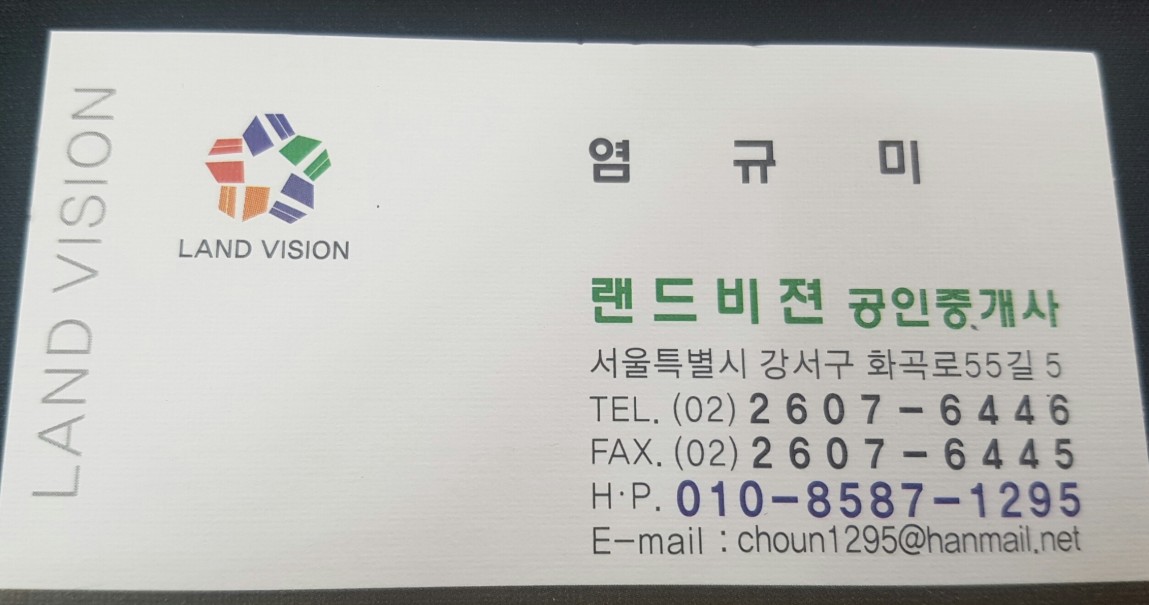 LAND VISION
LAND VISION
염 규 미
랜드비젼 공인중개사
서울특별시 강서구 화곡로55길 5
TEL. (02) 2607-6446
FAX. (02) 2607-6445
H·P. 010-8587-1295
E-mail : choun1295@hanmail.net